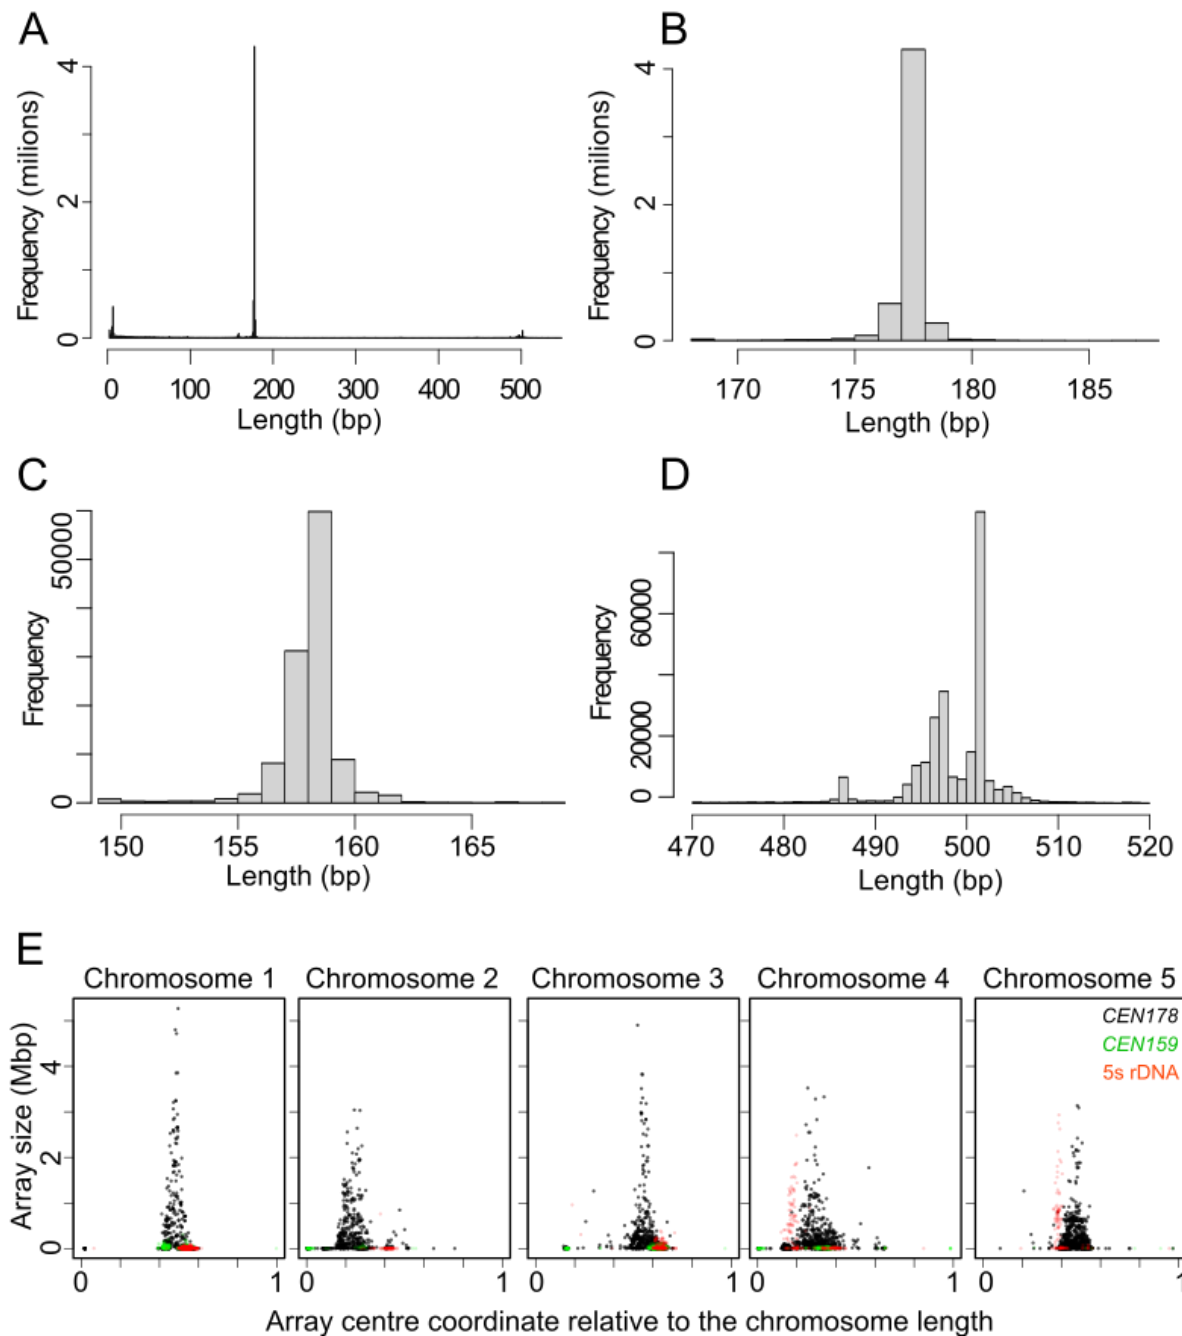 A
B
Frequency (milions)
4
2
0
0 100 200 300 400 500
Length (bp)
Frequency (milions)
4
2
0
170 175 180 185
Length (bp)
C
D
Frequency
50000
0
150 155 160 165
Length (bp)
Frequency
60000
20000
0
470 480 490 500 510 520
Length (bp)
E
Chromosome 1 Chromosome 2 Chromosome 3 Chromosome 4 Chromosome 5
Array size (Mbp)
4
2
0
CEN178
CEN159
5s rDNA
0 1 0 1 0 1 0 1 0 1
Array centre coordinate relative to the chromosome length